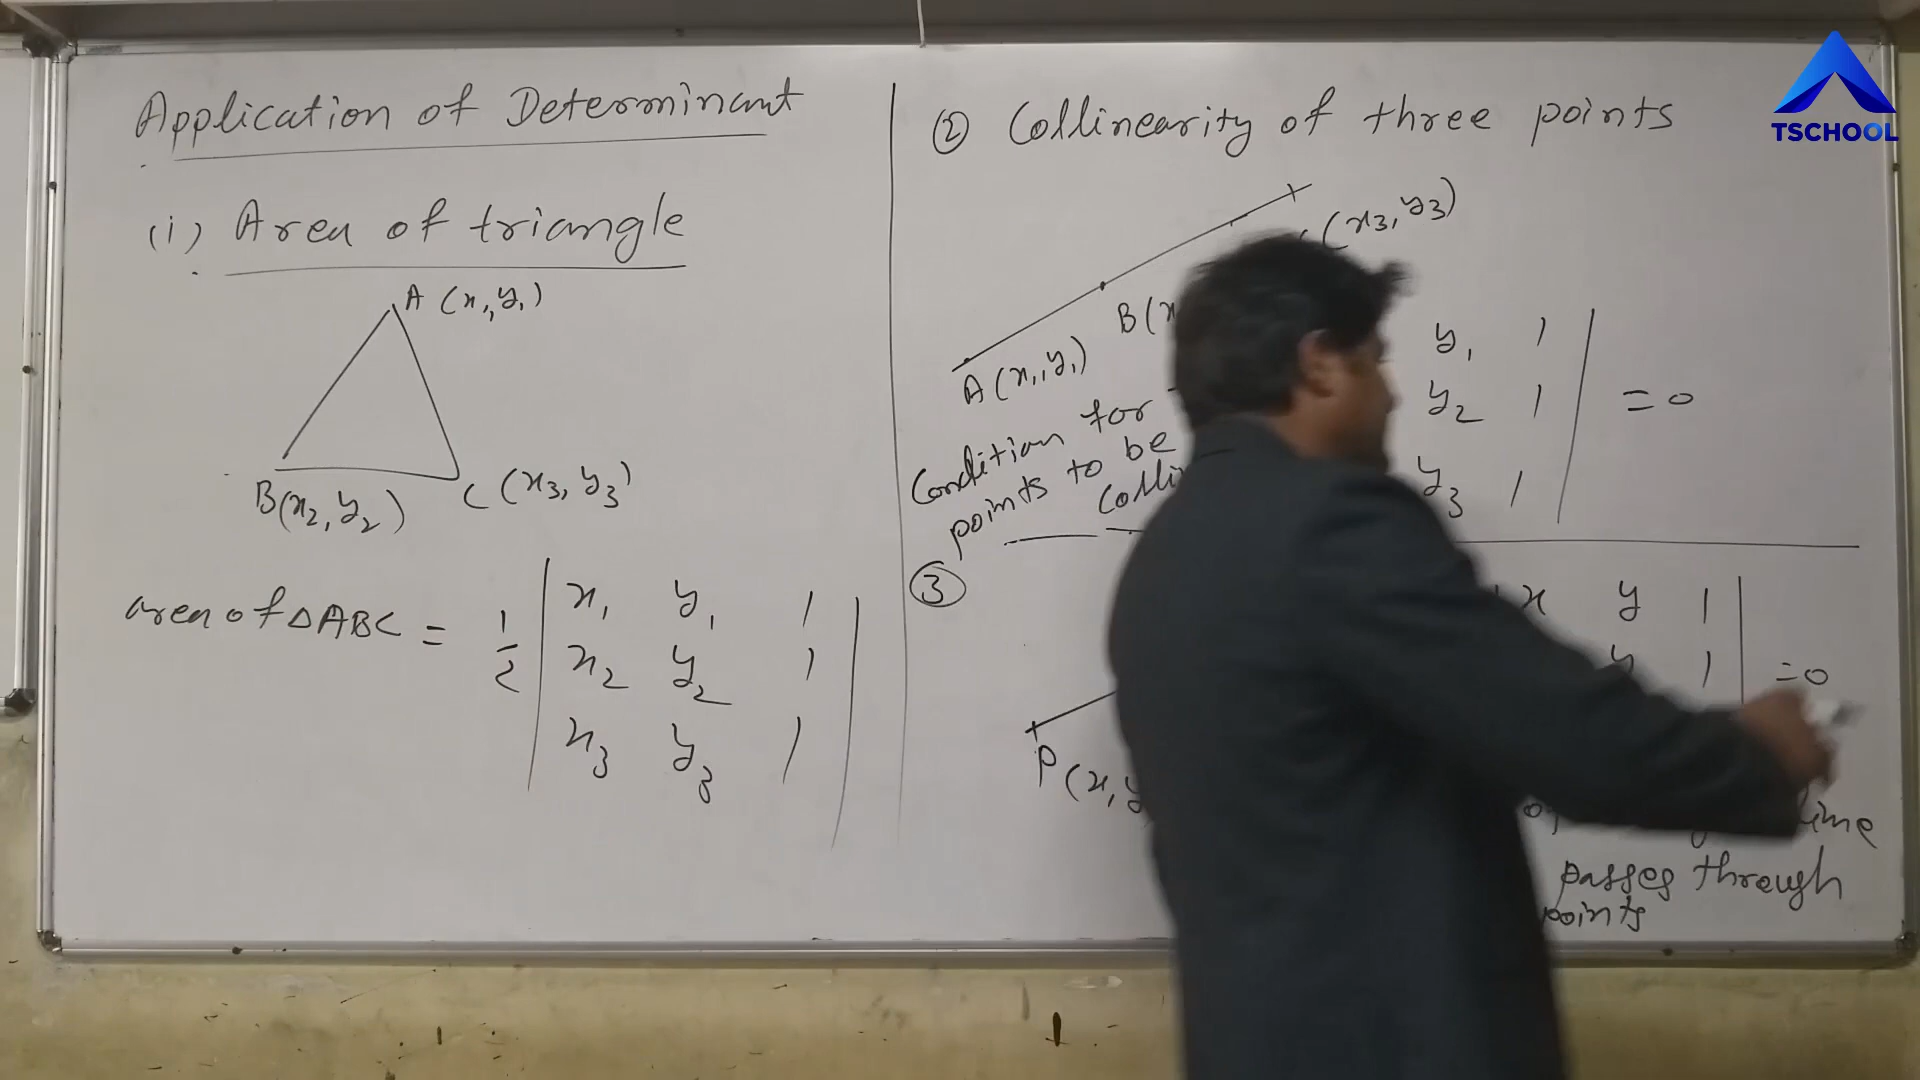 Application of Determinant
(i) Area of triangle
A (x₁, y₁)
B(x₂, y₂)
C (x₃, y₃)
area of △ABC = 1/2 | x₁ y₁ 1
x₂ y₂ 1
x₃ y₃ 1 |
② Collinearity of three points
(x₃, y₃)
B(x
A(x₁, y₁)
Condition for
points to be
Colli
y₁ 1
y₂ 1
y₃ 1 | = 0
③
P(x, y
x y 1
y 1 | = 0
line
passes through
points
TSCHOOL